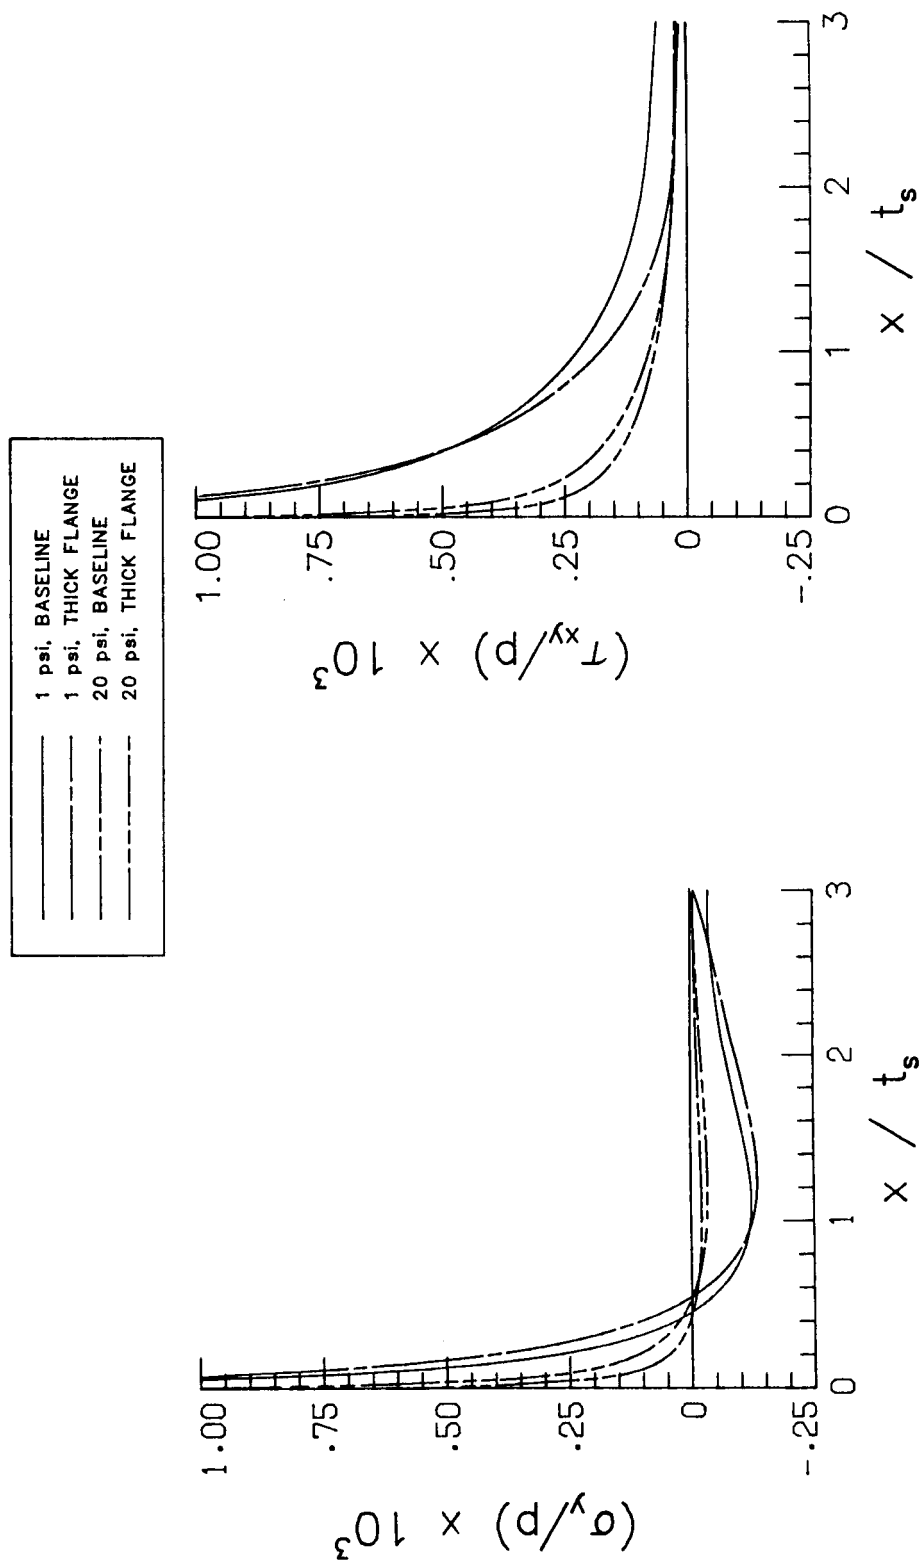 1 psi, BASELINE
1 psi, THICK FLANGE
20 psi, BASELINE
20 psi, THICK FLANGE
(σy/p) × 10³
1.00
.75
.50
.25
0
-.25
0
1
2
3
x / ts
(τxy/p) × 10³
1.00
.75
.50
.25
0
-.25
0
1
2
3
x / ts